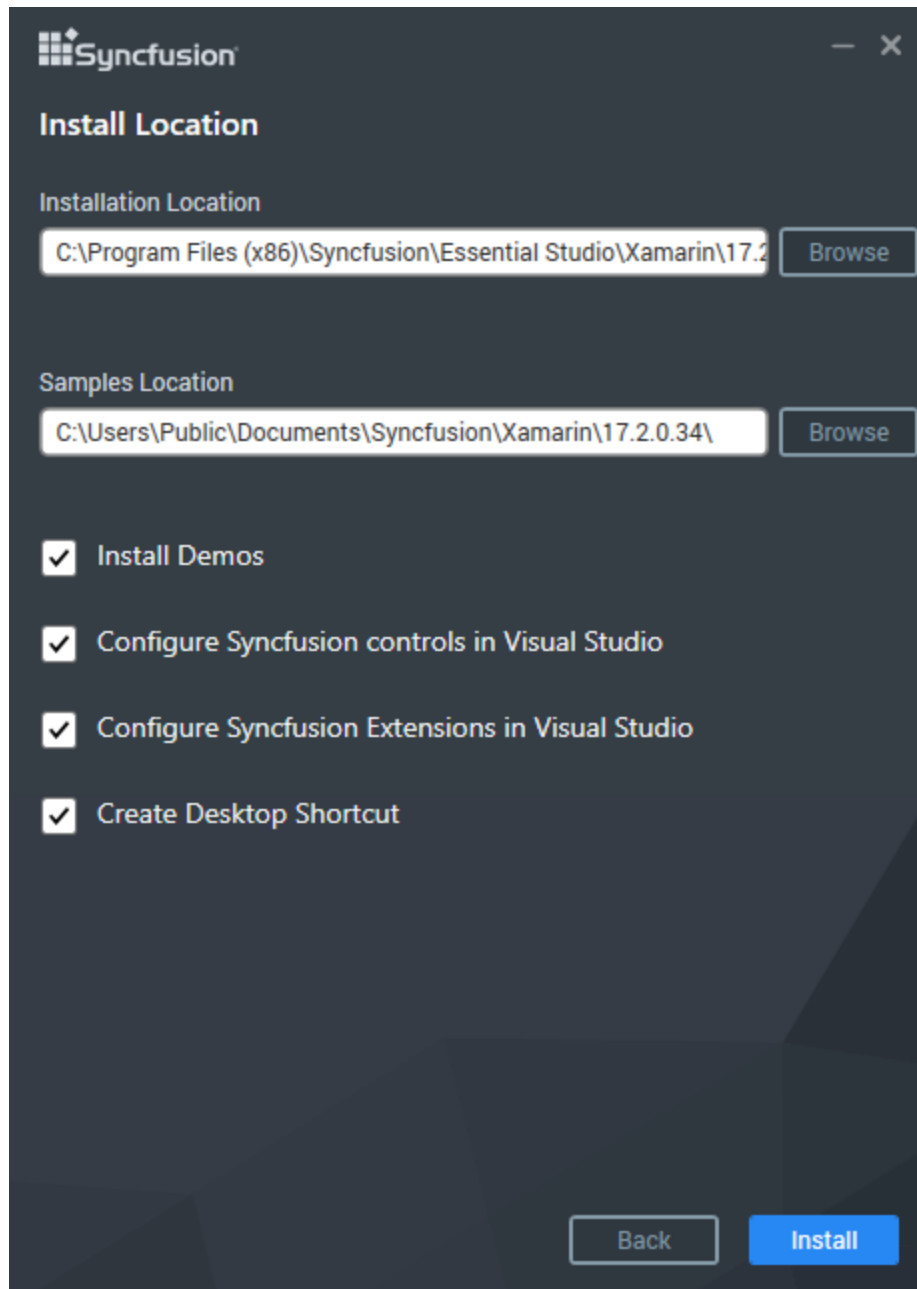 Syncfusion
Install Location
Installation Location
C:\Program Files (x86)\Syncfusion\Essential Studio\Xamarin\17.2 Browse
Samples Location
C:\Users\Public\Documents\Syncfusion\Xamarin\17.2.0.34\ Browse
Install Demos
Configure Syncfusion controls in Visual Studio
Configure Syncfusion Extensions in Visual Studio
Create Desktop Shortcut
Back Install